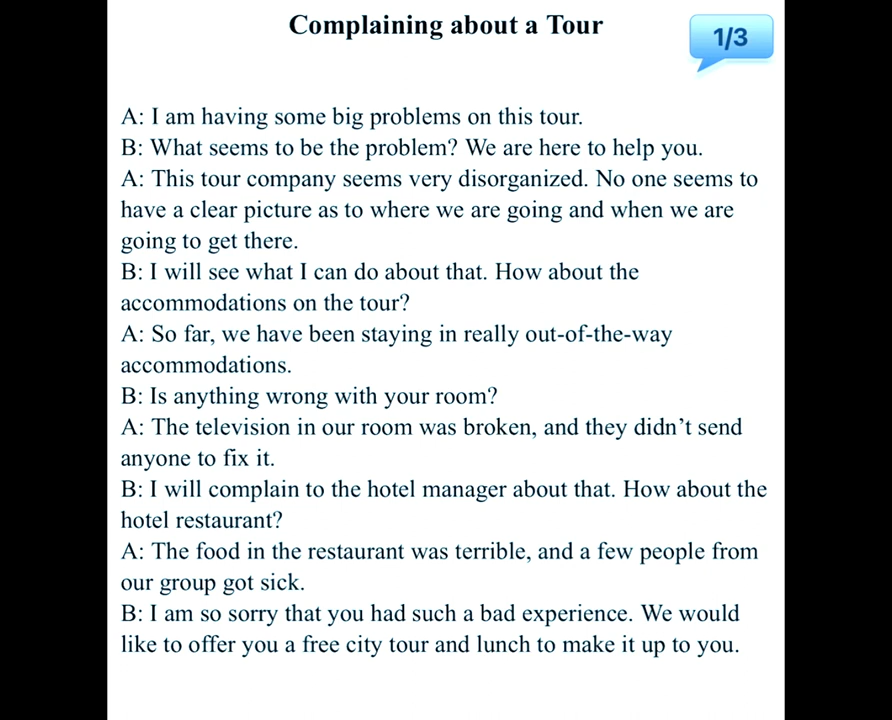 Complaining about a Tour
1/3
A: I am having some big problems on this tour.
B: What seems to be the problem? We are here to help you.
A: This tour company seems very disorganized. No one seems to
have a clear picture as to where we are going and when we are
going to get there.
B: I will see what I can do about that. How about the
accommodations on the tour?
A: So far, we have been staying in really out-of-the-way
accommodations.
B: Is anything wrong with your room?
A: The television in our room was broken, and they didn’t send
anyone to fix it.
B: I will complain to the hotel manager about that. How about the
hotel restaurant?
A: The food in the restaurant was terrible, and a few people from
our group got sick.
B: I am so sorry that you had such a bad experience. We would
like to offer you a free city tour and lunch to make it up to you.